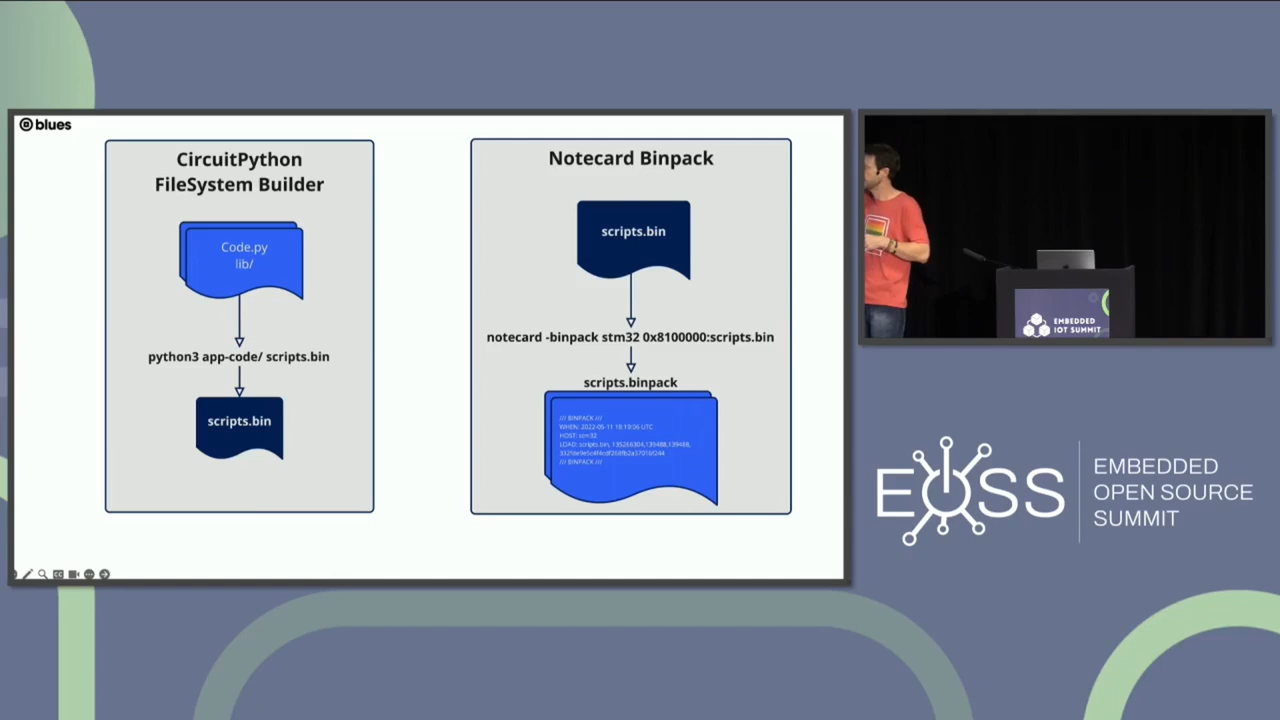 blues
CircuitPython
FileSystem Builder
Code.py
lib/
python3 app-code/ scripts.bin
scripts.bin
Notecard Binpack
scripts.bin
notecard -binpack stm32 0x8100000:scripts.bin
scripts.binpack
/// BINPACK ///
WHEN: 2022-05-11 18:19:06 UTC
HOST: stm32
LOAD: scripts.bin, 135266304,139488,139488,
/// BINPACK ///
EMBEDDED
IOT SUMMIT
EOSS
EMBEDDED
OPEN SOURCE
SUMMIT